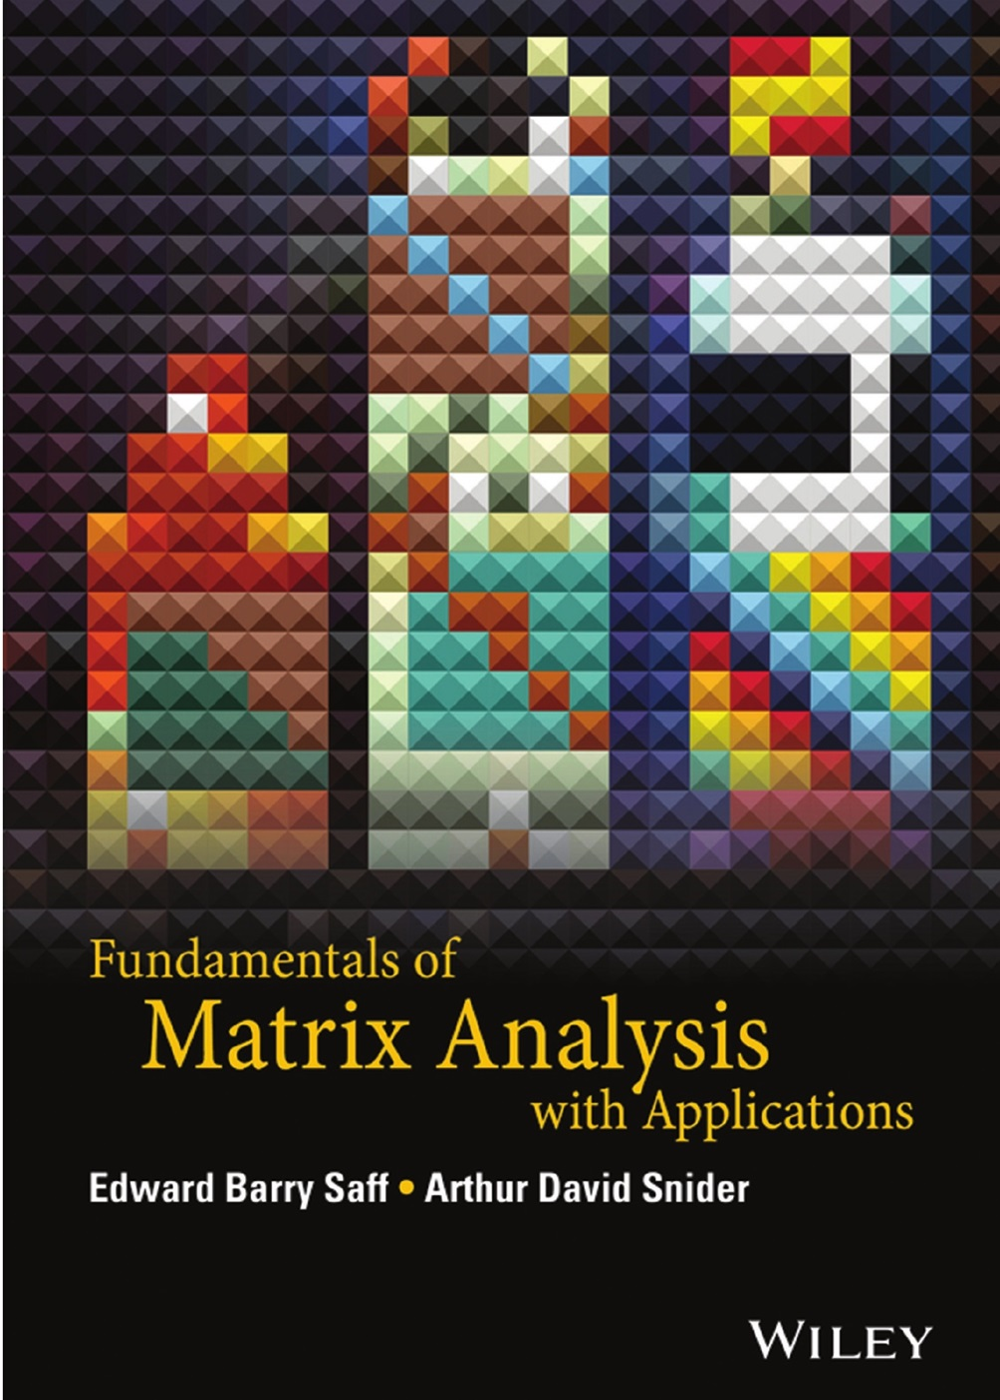 Fundamentals of
Matrix Analysis
with Applications
Edward Barry Saff • Arthur David Snider
WILEY